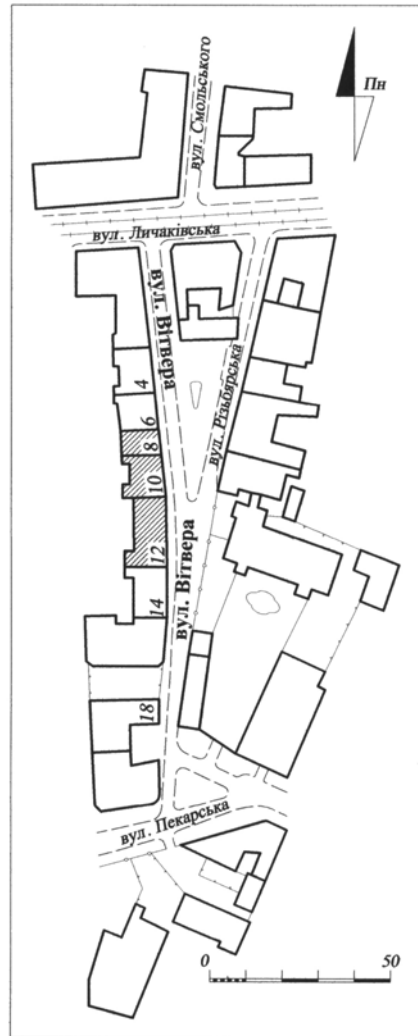 вул. Смольського
Пн
вул. Личаківська
вул. Вітвера
вул. Різьбярська
4
6
8
10
12
вул. Вітвера
14
18
вул. Пекарська
0
50